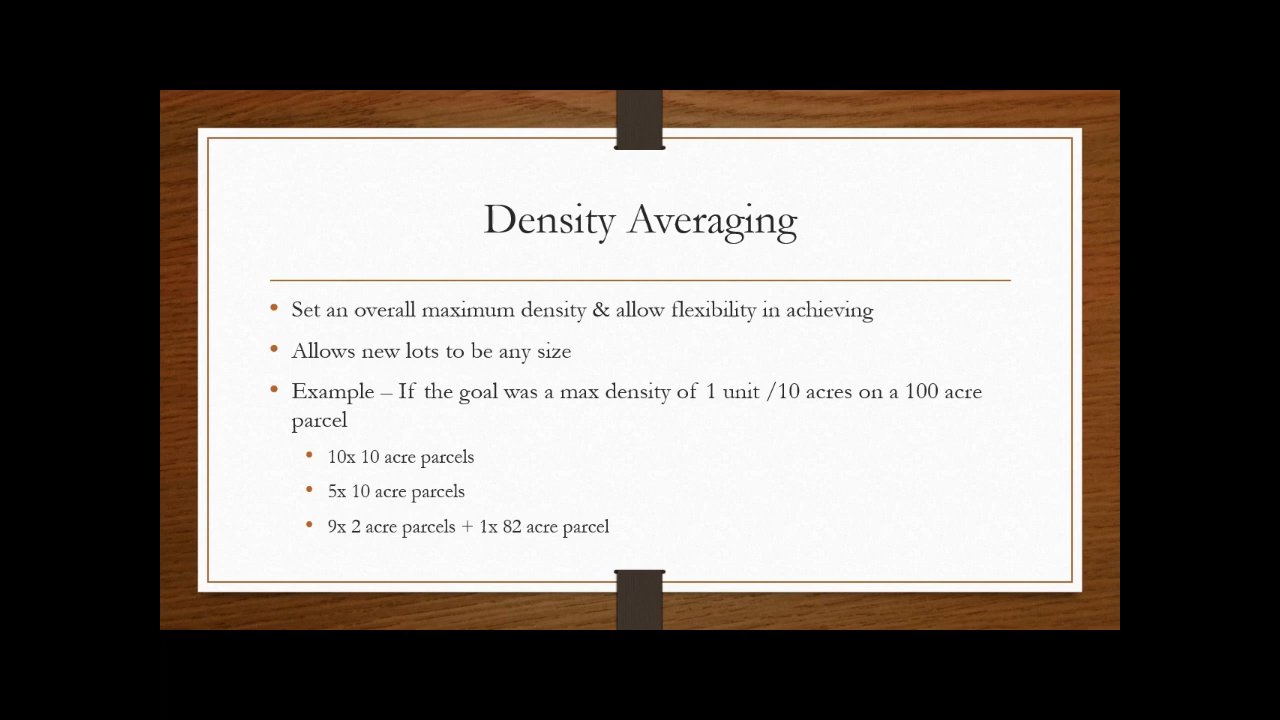 Density Averaging
• Set an overall maximum density & allow flexibility in achieving
• Allows new lots to be any size
• Example – If the goal was a max density of 1 unit /10 acres on a 100 acre
parcel
• 10x 10 acre parcels
• 5x 10 acre parcels
• 9x 2 acre parcels + 1x 82 acre parcel